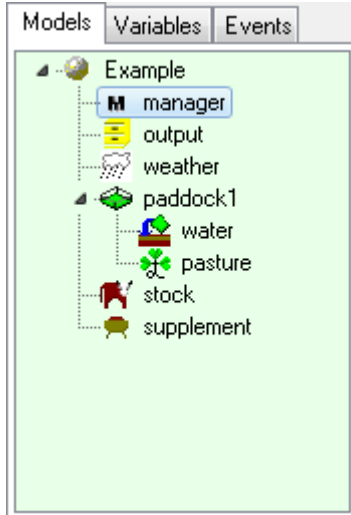 Models Variables Events
Example
M manager
output
weather
paddock1
water
pasture
stock
supplement